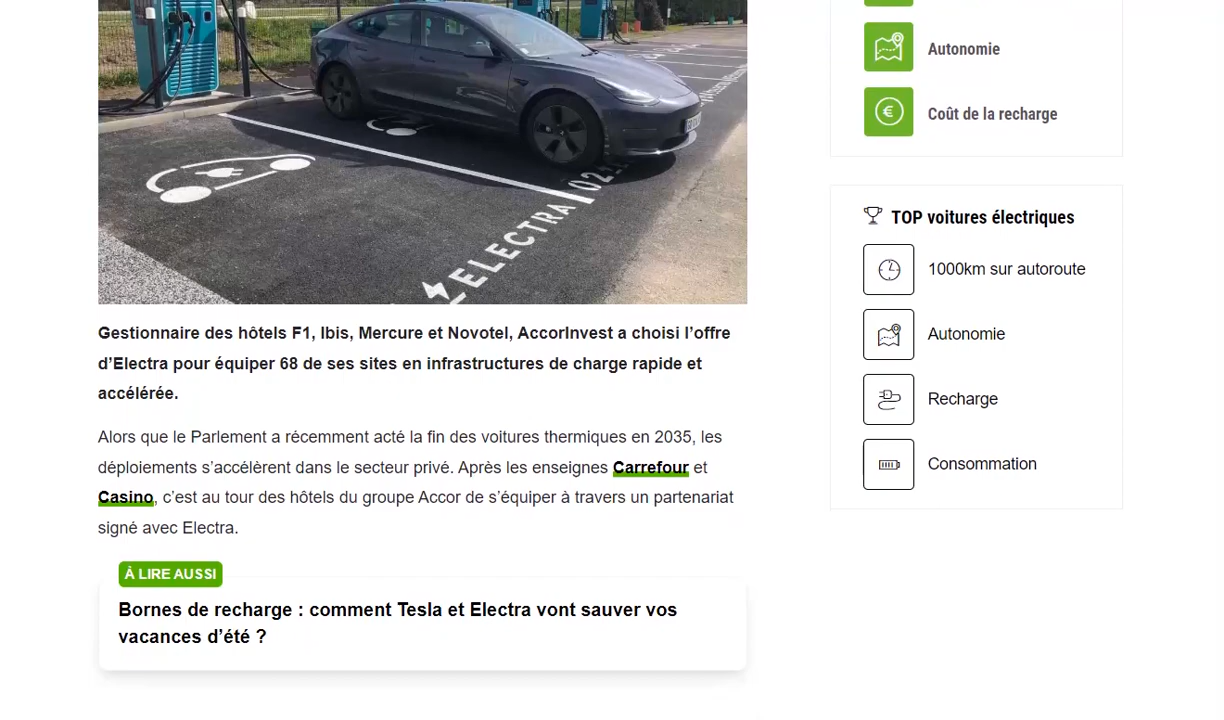 ELECTRA
Gestionnaire des hôtels F1, Ibis, Mercure et Novotel, AccorInvest a choisi l’offre
d’Electra pour équiper 68 de ses sites en infrastructures de charge rapide et
accélérée.
Alors que le Parlement a récemment acté la fin des voitures thermiques en 2035, les
déploiements s’accélèrent dans le secteur privé. Après les enseignes Carrefour et
Casino, c’est au tour des hôtels du groupe Accor de s’équiper à travers un partenariat
signé avec Electra.
À LIRE AUSSI
Bornes de recharge : comment Tesla et Electra vont sauver vos
vacances d’été ?
Autonomie
Coût de la recharge
TOP voitures électriques
1000km sur autoroute
Autonomie
Recharge
Consommation